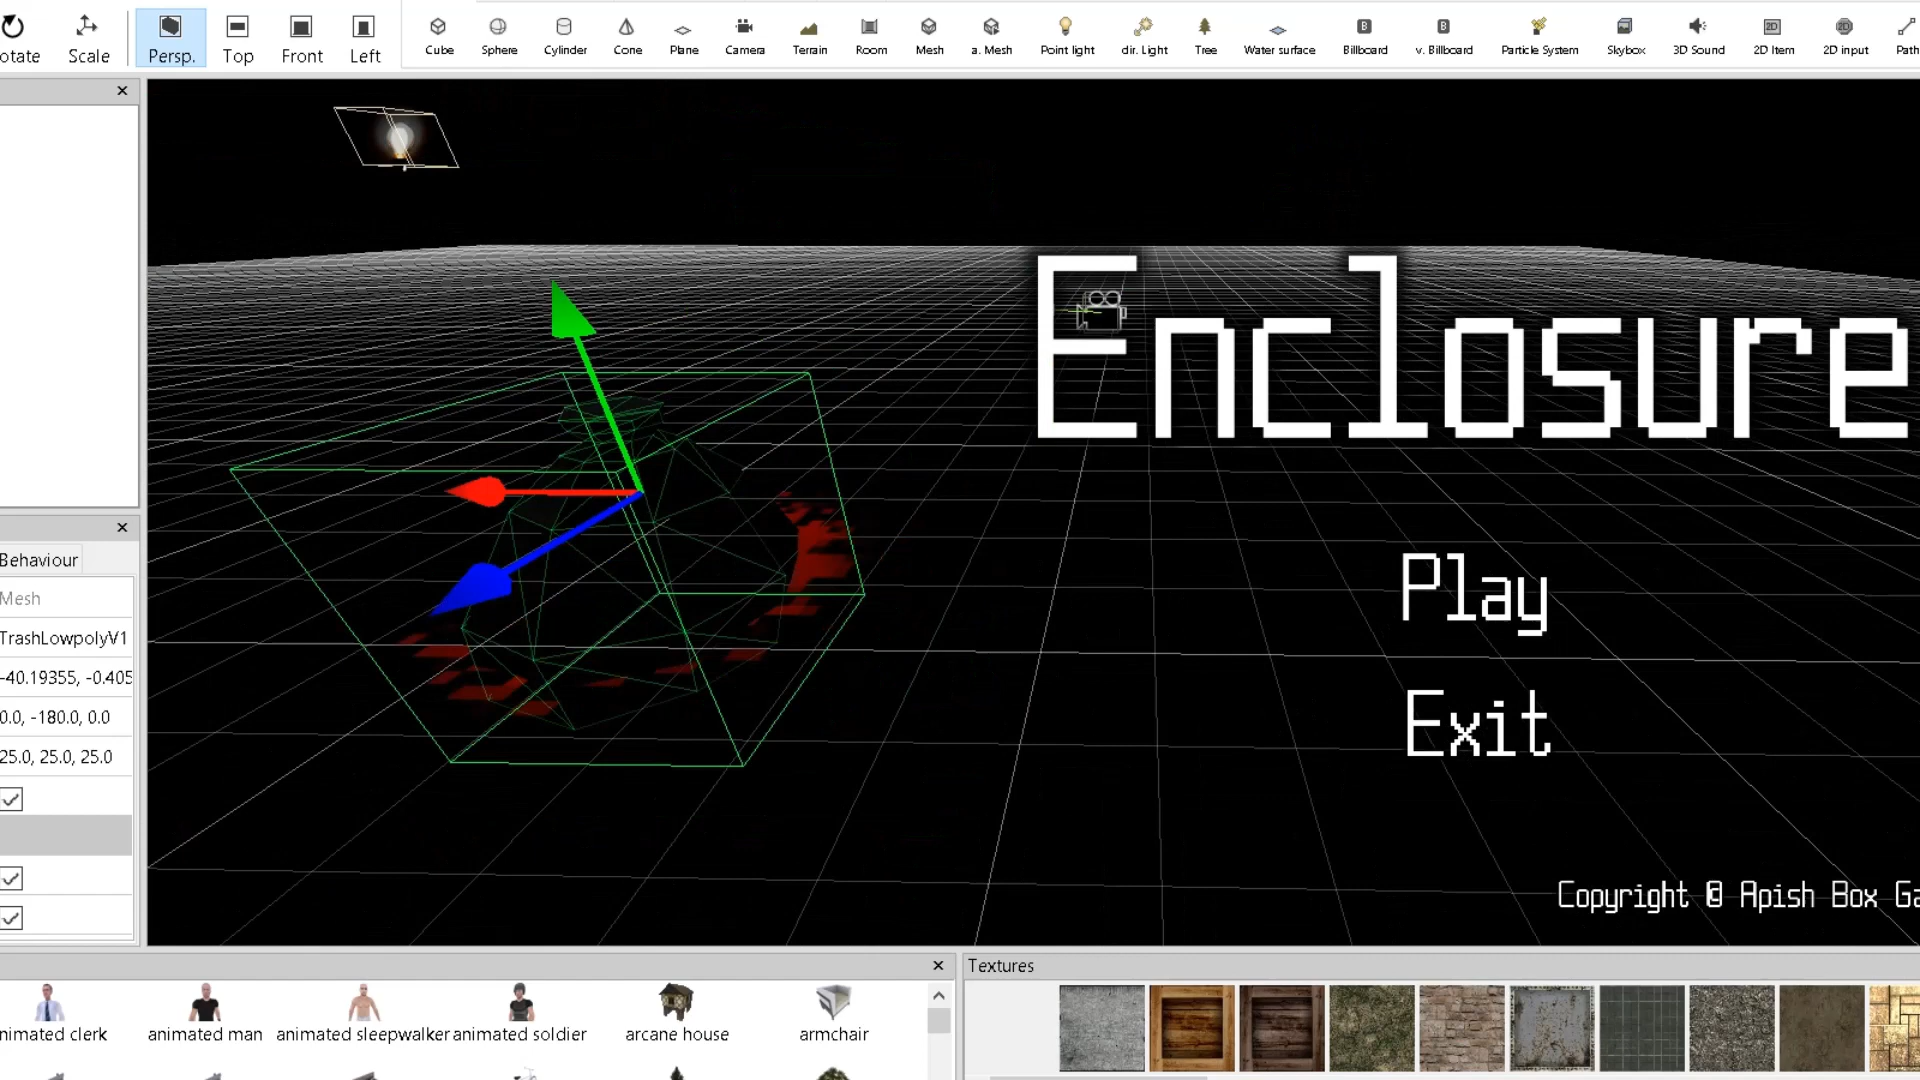 otate Scale Persp. Top Front Left Cube Sphere Cylinder Cone Plane Camera Terrain Room Mesh a. Mesh Point light dir. Light Tree Water surface Billboard v. Billboard Particle System Skybox 3D Sound 2D Item 2D input Path
Enclosure
Behaviour
Mesh
TrashLowpolyV1
-40.19355, -0.405
0.0, -180.0, 0.0
25.0, 25.0, 25.0
Play
Exit
Copyright © Apish Box Ga
Textures
nimated clerk animated man animated sleepwalker animated soldier arcane house armchair